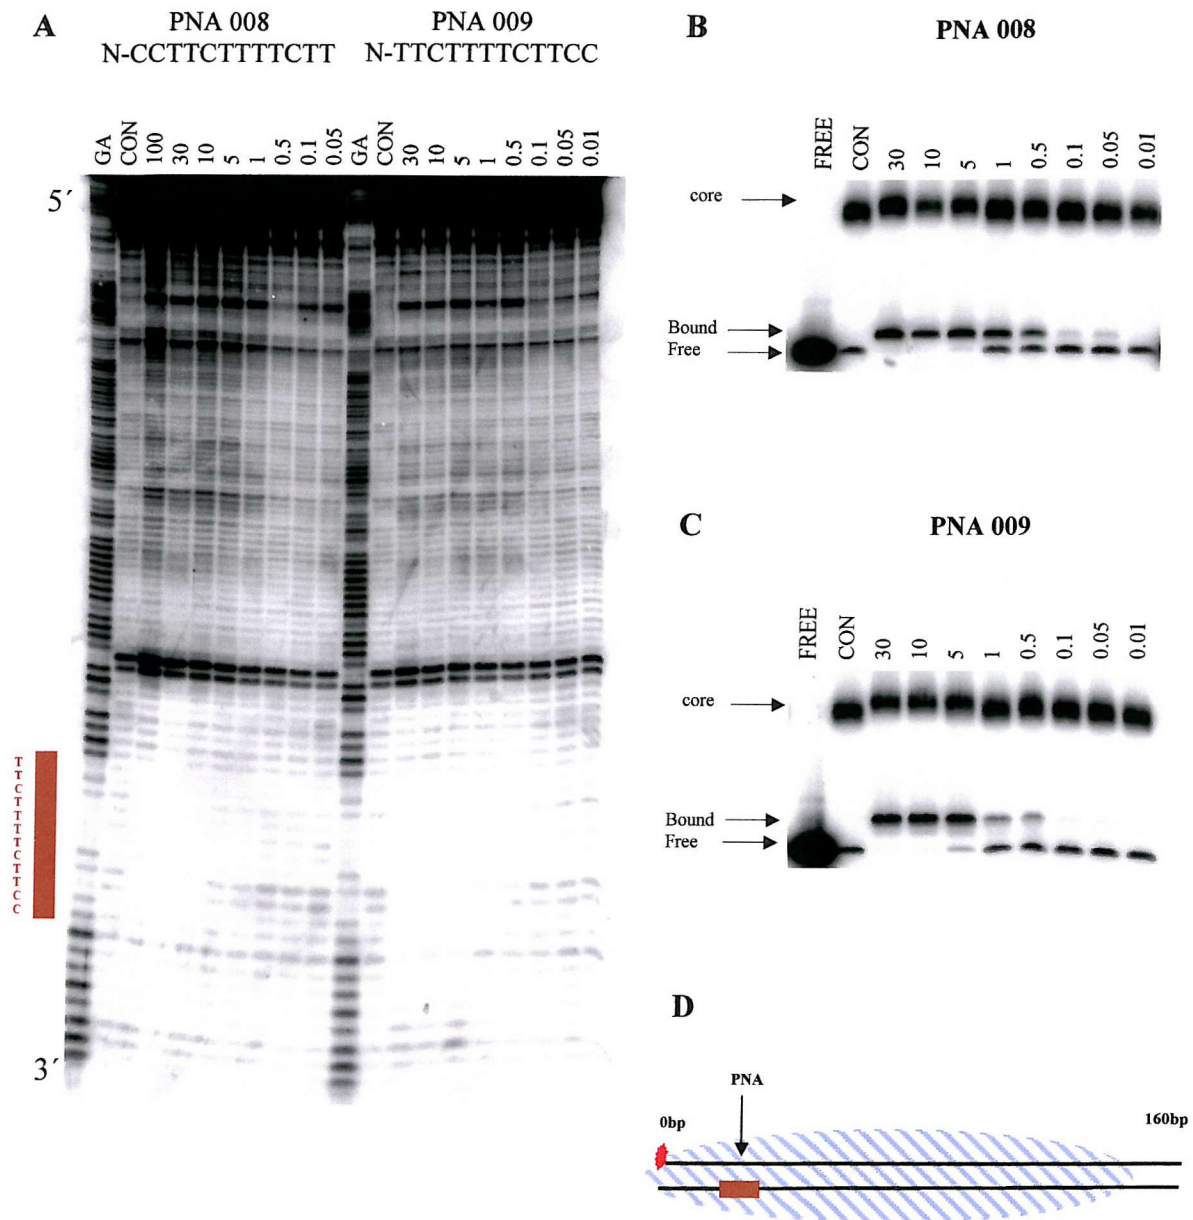 A
PNA 008
N-CCTTCTTTTCTT
PNA 009
N-TTCTTTTCTTCC
GA CON 100 30 10 5 1 0.5 0.1 0.05 GA CON 30 10 5 1 0.5 0.1 0.05 0.01
5´
T
T
C
T
T
T
T
C
T
T
C
C
3´
B
PNA 008
FREE CON 30 10 5 1 0.5 0.1 0.05 0.01
core
Bound
Free
C
PNA 009
FREE CON 30 10 5 1 0.5 0.1 0.05 0.01
core
Bound
Free
D
PNA
0bp
160bp